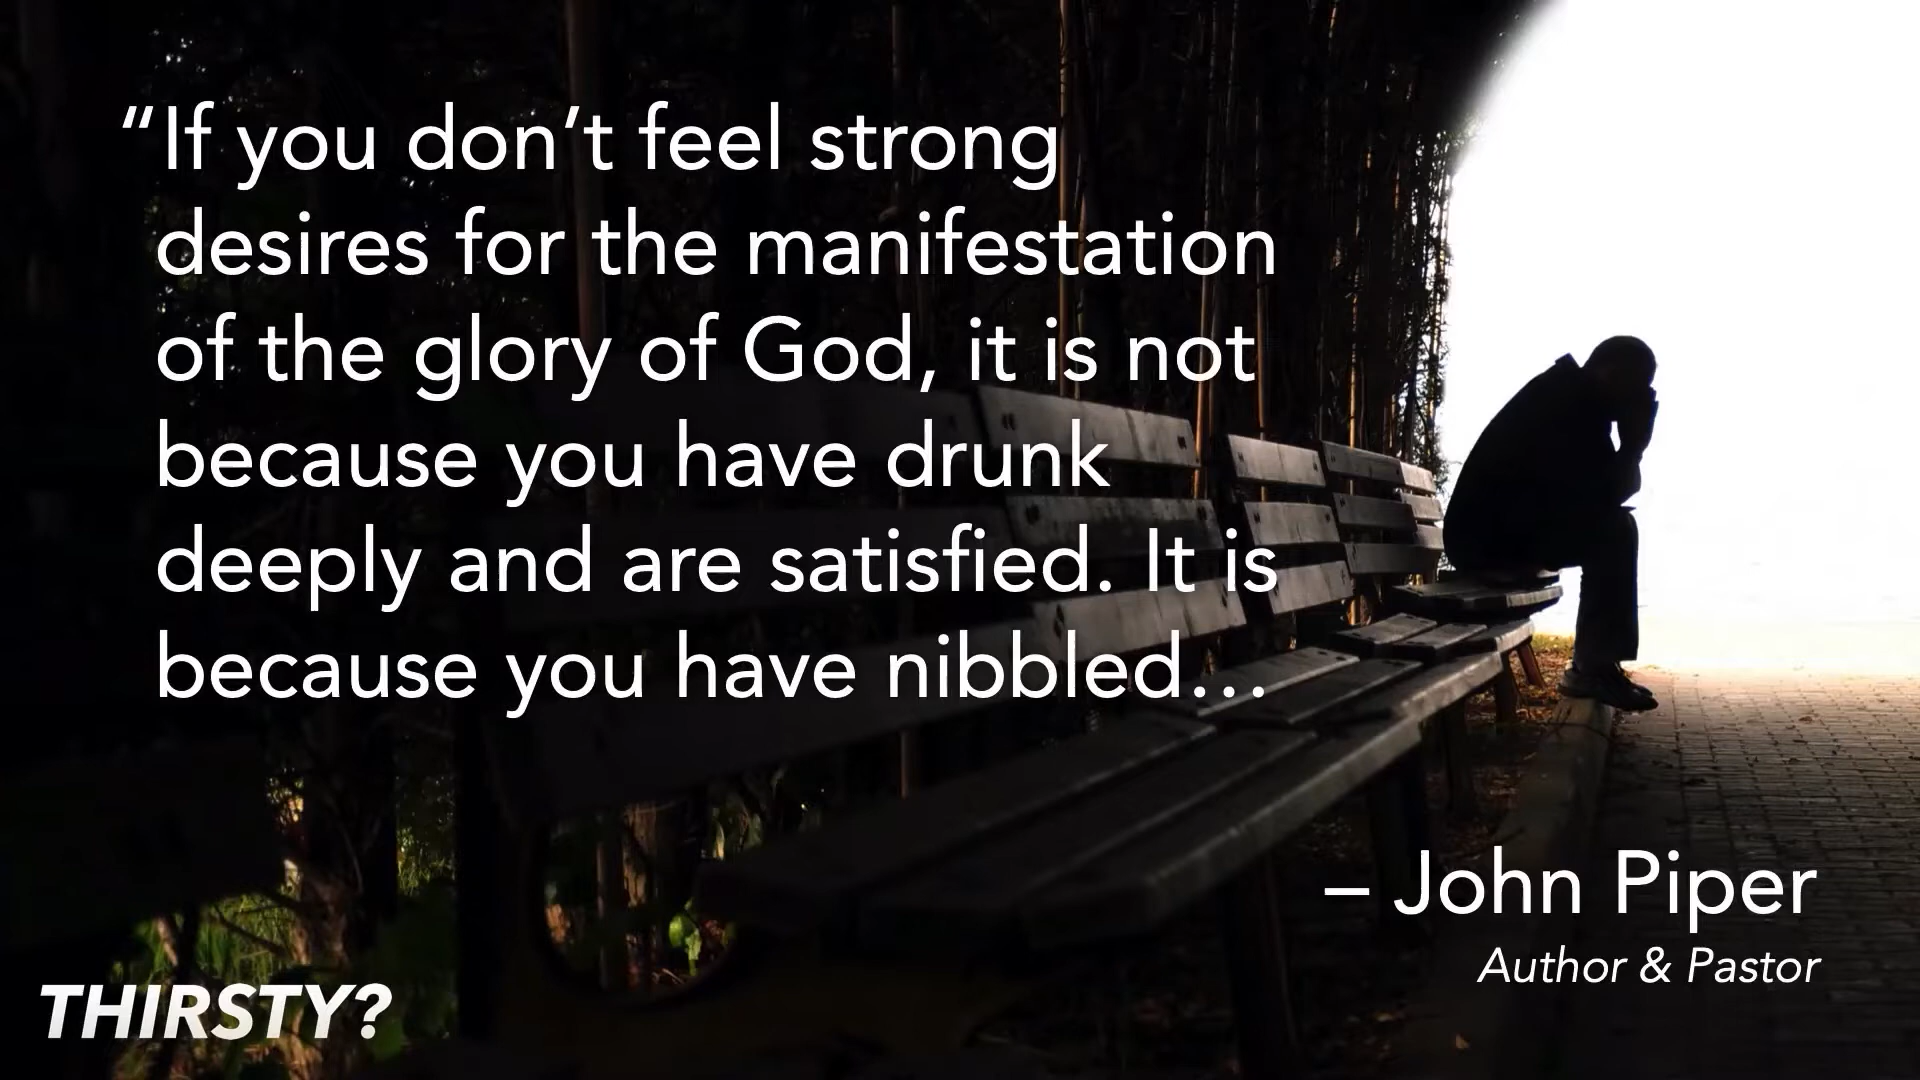 “If you don’t feel strong
desires for the manifestation
of the glory of God, it is not
because you have drunk
deeply and are satisfied. It is
because you have nibbled…
– John Piper
Author & Pastor
THIRSTY?